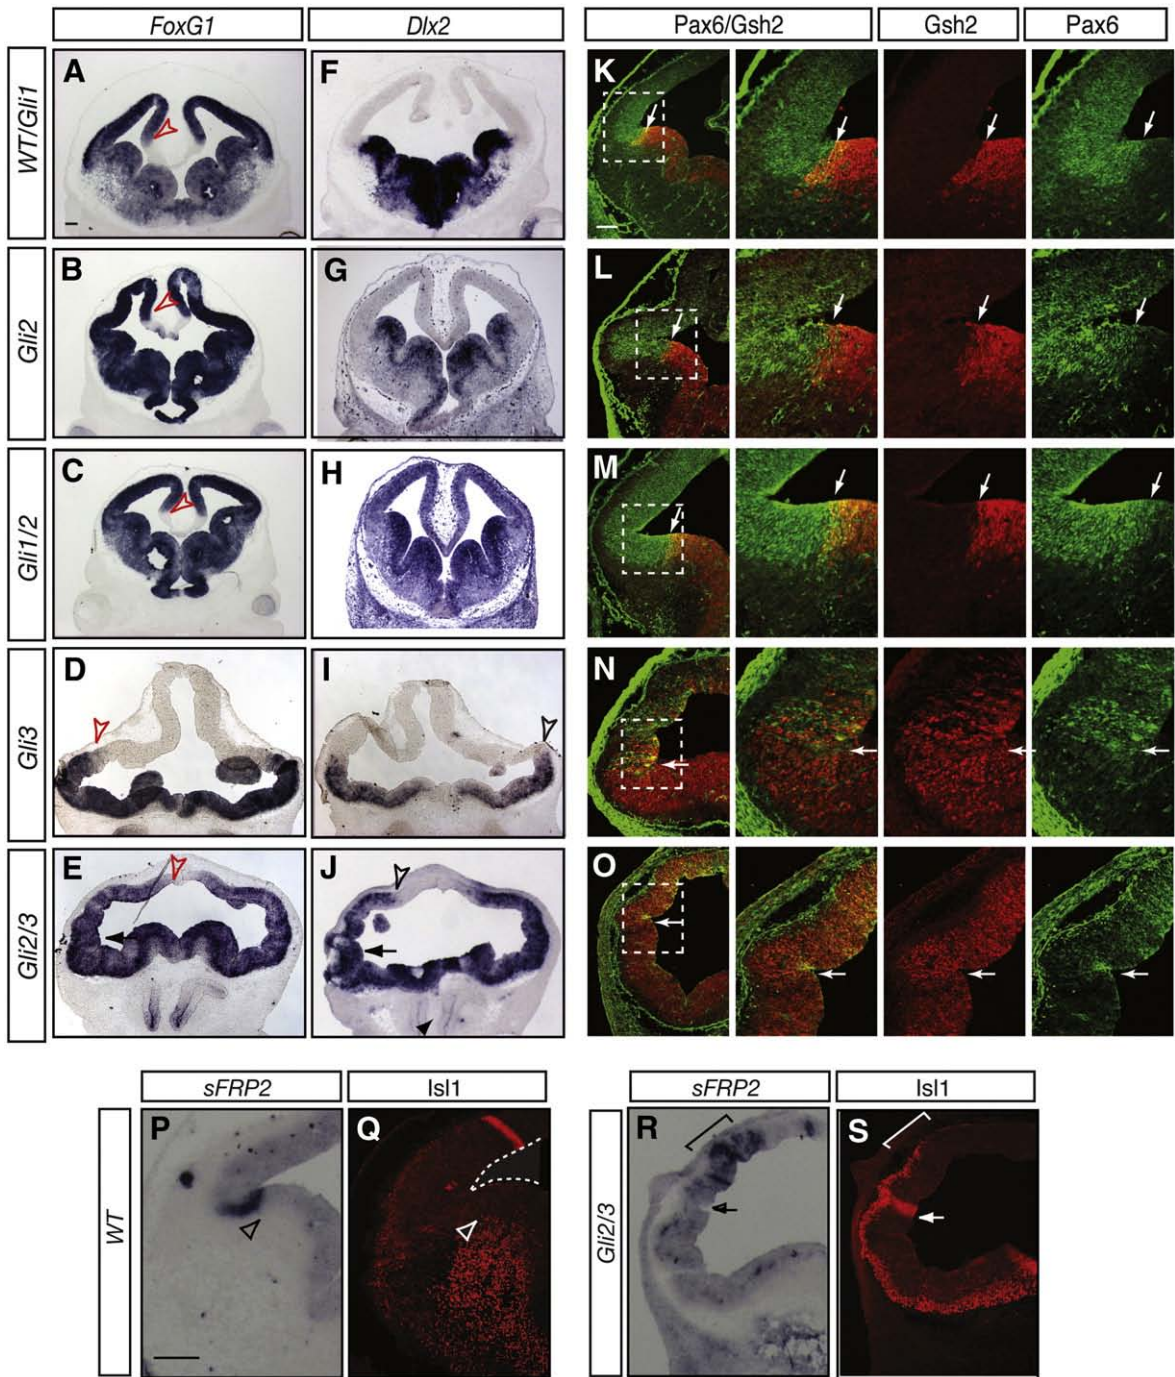 FoxG1 Dlx2 Pax6/Gsh2 Gsh2 Pax6
WT/Gli1 A F K
Gli2 B G L
Gli1/2 C H M
Gli3 D I N
Gli2/3 E J O
sFRP2 Isl1 sFRP2 Isl1
WT P Q Gli2/3 R S